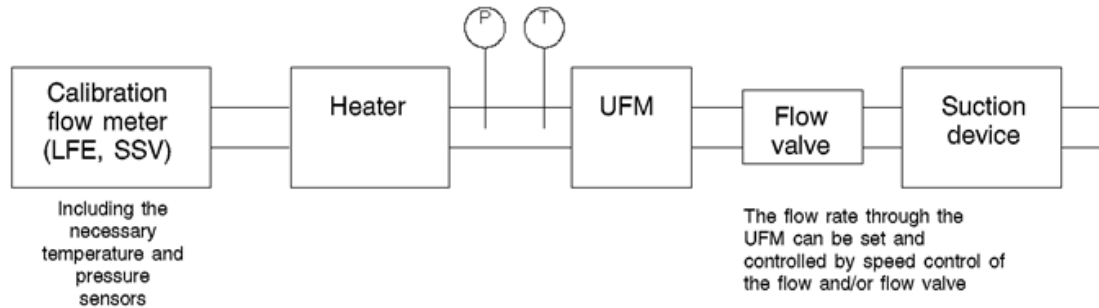 P
T
Calibration
flow meter
(LFE, SSV)
Heater
UFM
Flow
valve
Suction
device
Including the
necessary
temperature and
pressure
sensors
The flow rate through the
UFM can be set and
controlled by speed control of
the flow and/or flow valve